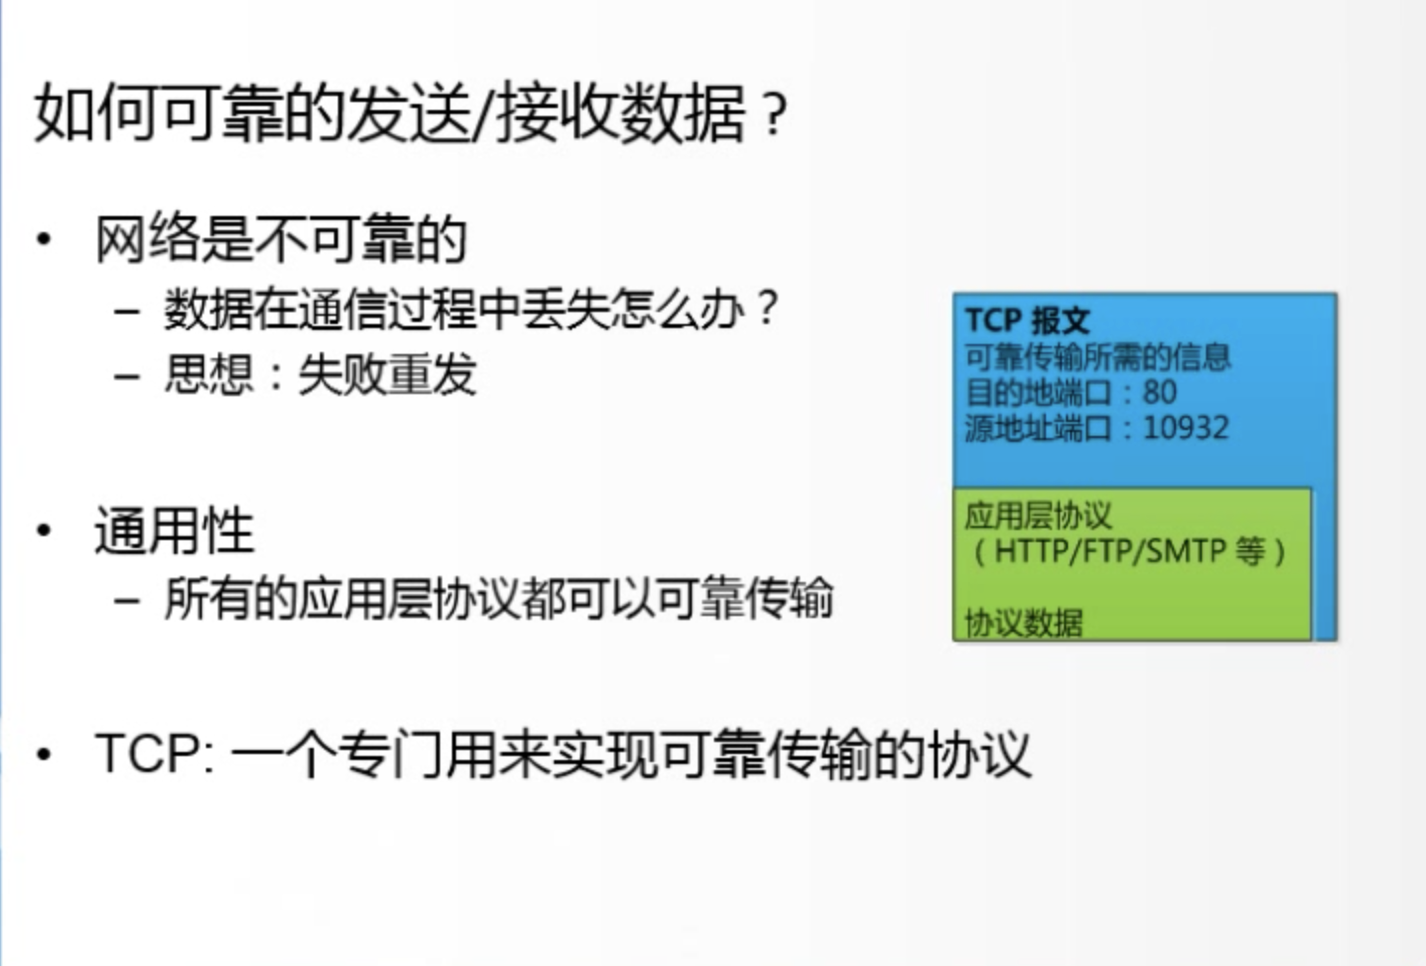 如何可靠的发送/接收数据？
• 网络是不可靠的
– 数据在通信过程中丢失怎么办？
– 思想：失败重发
• 通用性
– 所有的应用层协议都可以可靠传输
• TCP: 一个专门用来实现可靠传输的协议
TCP 报文
可靠传输所需的信息
目的地端口：80
源地址端口：10932
应用层协议
（HTTP/FTP/SMTP 等）
协议数据